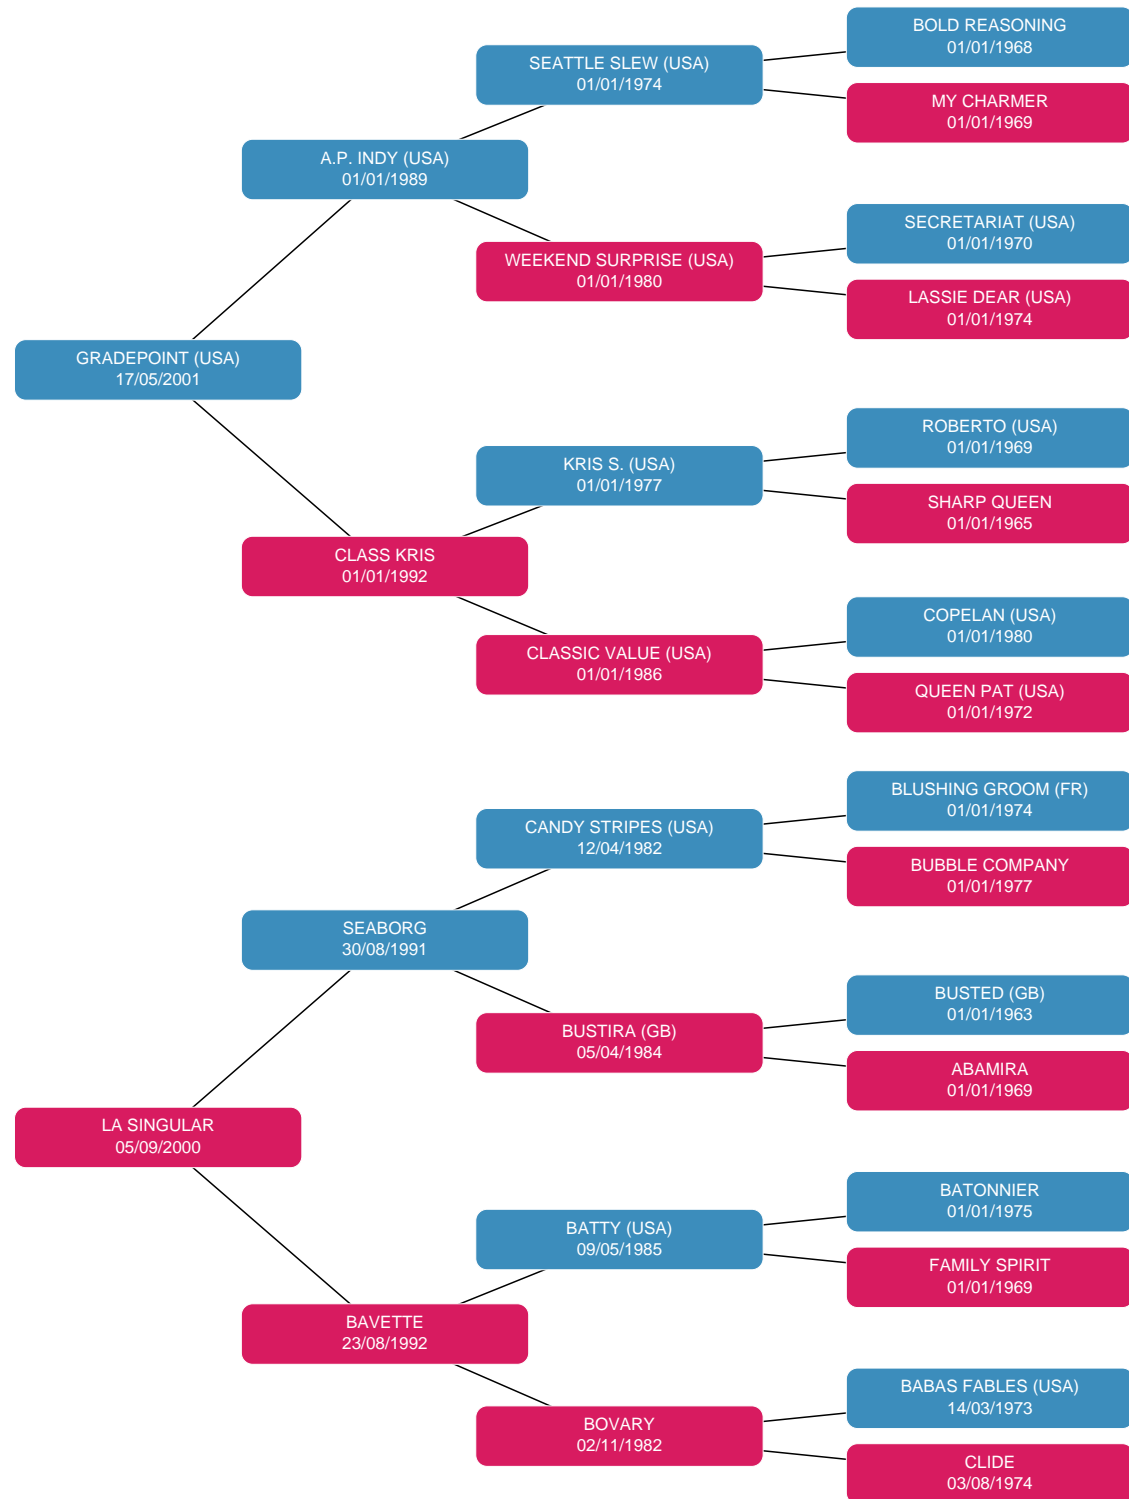 BOLD REASONING
01/01/1968
SEATTLE SLEW (USA)
01/01/1974
MY CHARMER
01/01/1969
A.P. INDY (USA)
01/01/1989
SECRETARIAT (USA)
01/01/1970
WEEKEND SURPRISE (USA)
01/01/1980
LASSIE DEAR (USA)
01/01/1974
GRADEPOINT (USA)
17/05/2001
ROBERTO (USA)
01/01/1969
KRIS S. (USA)
01/01/1977
SHARP QUEEN
01/01/1965
CLASS KRIS
01/01/1992
COPELAN (USA)
01/01/1980
CLASSIC VALUE (USA)
01/01/1986
QUEEN PAT (USA)
01/01/1972
BLUSHING GROOM (FR)
01/01/1974
CANDY STRIPES (USA)
12/04/1982
BUBBLE COMPANY
01/01/1977
SEABORG
30/08/1991
BUSTED (GB)
01/01/1963
BUSTIRA (GB)
05/04/1984
ABAMIRA
01/01/1969
LA SINGULAR
05/09/2000
BATONNIER
01/01/1975
BATTY (USA)
09/05/1985
FAMILY SPIRIT
01/01/1969
BAVETTE
23/08/1992
BABAS FABLES (USA)
14/03/1973
BOVARY
02/11/1982
CLIDE
03/08/1974